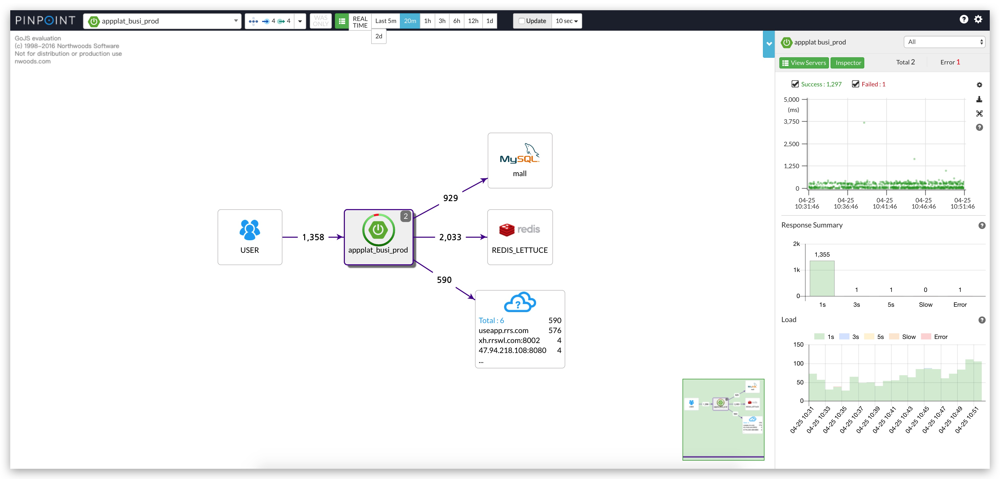 PINPOINT
appplat_busi_prod
4 4
WAS ONLY
REAL TIME
Last 5m 20m 1h 3h 6h 12h 1d
2d
Update 10 sec
GoJS evaluation
(c) 1998-2016 Northwoods Software
Not for distribution or production use
nwoods.com
MySQL
mall
929
USER
1,358
2
appplat_busi_prod
2,033
redis
REDIS_LETTUCE
590
?
Total : 6 590
useapp.rrs.com 576
xh.rrswl.com:8002 4
47.94.218.108:8080 4
...
appplat busi_prod
All
View Servers Inspector Total 2 Error 1
Success : 1,297 Failed : 1
5,000
(ms)
3,750
2,500
1,250
0
04-25 04-25 04-25 04-25 04-25
10:31:46 10:36:46 10:41:46 10:46:46 10:51:46
Response Summary
2k
1,355
1k
1 1 0 1
0
1s 3s 5s Slow Error
Load
1s 3s 5s Slow Error
150
100
50
0
04-25 10:31 04-25 10:33 04-25 10:35 04-25 10:37 04-25 10:39 04-25 10:41 04-25 10:43 04-25 10:45 04-25 10:47 04-25 10:49 04-25 10:51